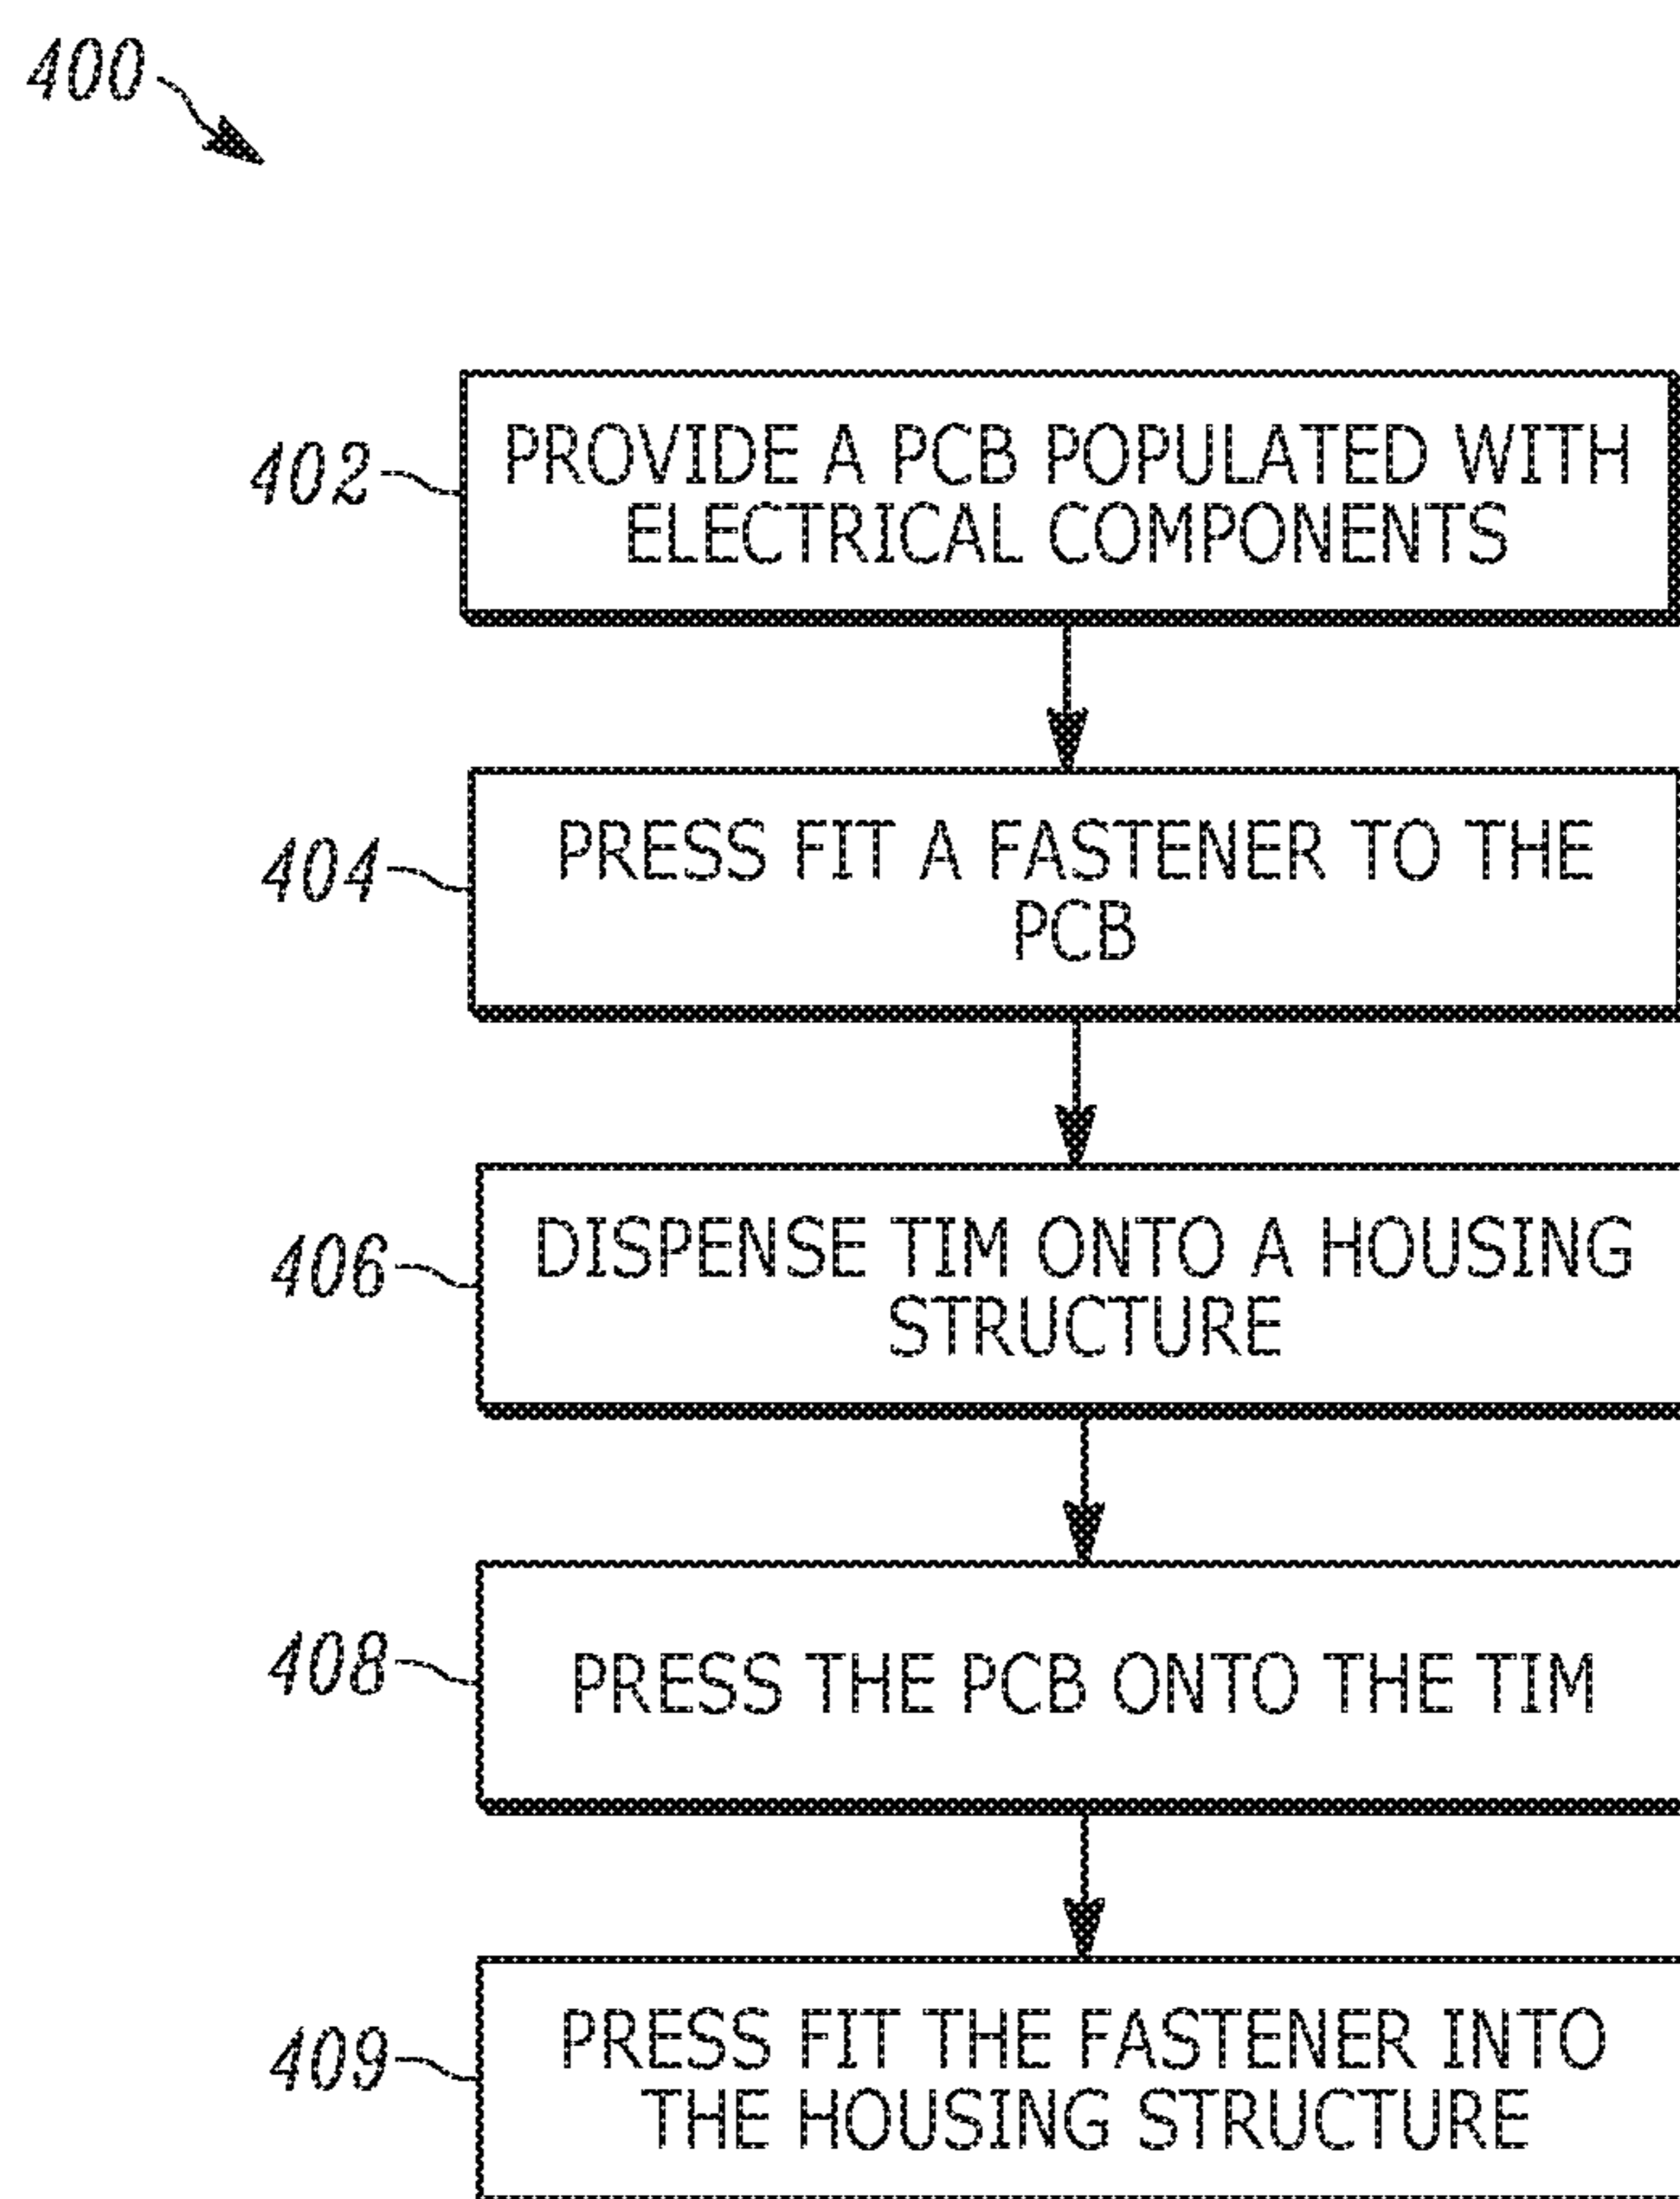 400
402
PROVIDE A PCB POPULATED WITH
ELECTRICAL COMPONENTS
404
PRESS FIT A FASTENER TO THE
PCB
406
DISPENSE TIM ONTO A HOUSING
STRUCTURE
408
PRESS THE PCB ONTO THE TIM
409
PRESS FIT THE FASTENER INTO
THE HOUSING STRUCTURE